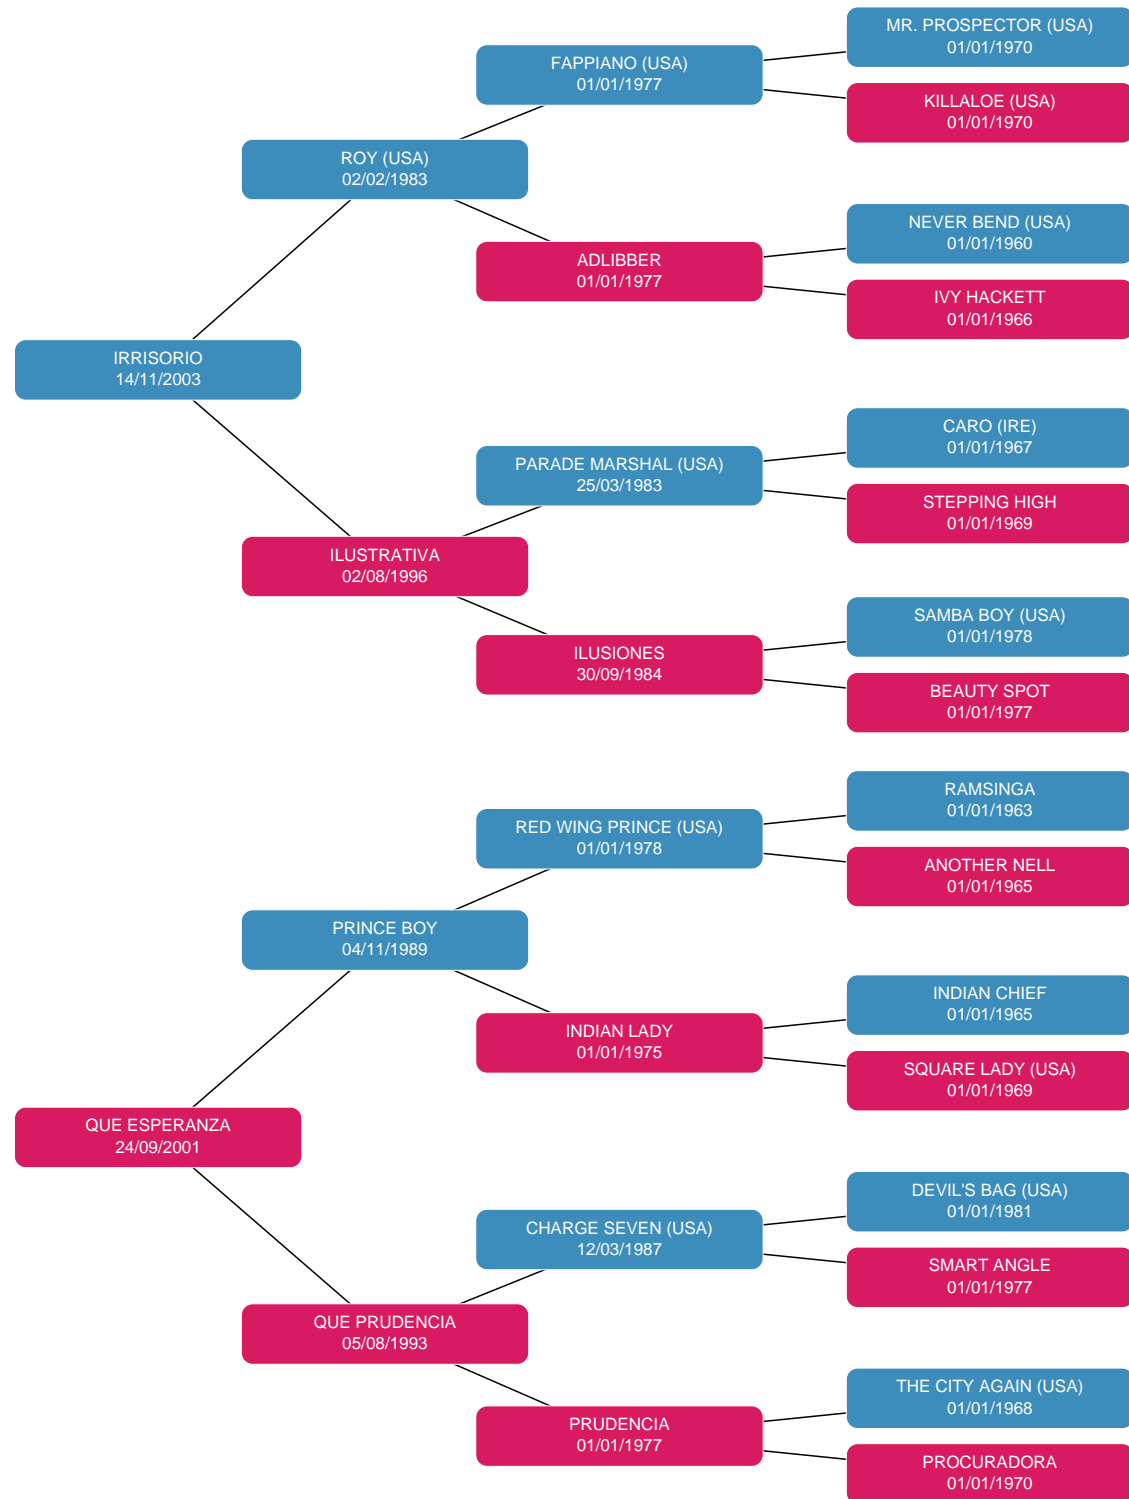 MR. PROSPECTOR (USA)
01/01/1970
FAPPIANO (USA)
01/01/1977
KILLALOE (USA)
01/01/1970
ROY (USA)
02/02/1983
NEVER BEND (USA)
01/01/1960
ADLIBBER
01/01/1977
IVY HACKETT
01/01/1966
IRRISORIO
14/11/2003
CARO (IRE)
01/01/1967
PARADE MARSHAL (USA)
25/03/1983
STEPPING HIGH
01/01/1969
ILUSTRATIVA
02/08/1996
SAMBA BOY (USA)
01/01/1978
ILUSIONES
30/09/1984
BEAUTY SPOT
01/01/1977
RAMSINGA
01/01/1963
RED WING PRINCE (USA)
01/01/1978
ANOTHER NELL
01/01/1965
PRINCE BOY
04/11/1989
INDIAN CHIEF
01/01/1965
INDIAN LADY
01/01/1975
SQUARE LADY (USA)
01/01/1969
QUE ESPERANZA
24/09/2001
DEVIL'S BAG (USA)
01/01/1981
CHARGE SEVEN (USA)
12/03/1987
SMART ANGLE
01/01/1977
QUE PRUDENCIA
05/08/1993
THE CITY AGAIN (USA)
01/01/1968
PRUDENCIA
01/01/1977
PROCURADORA
01/01/1970